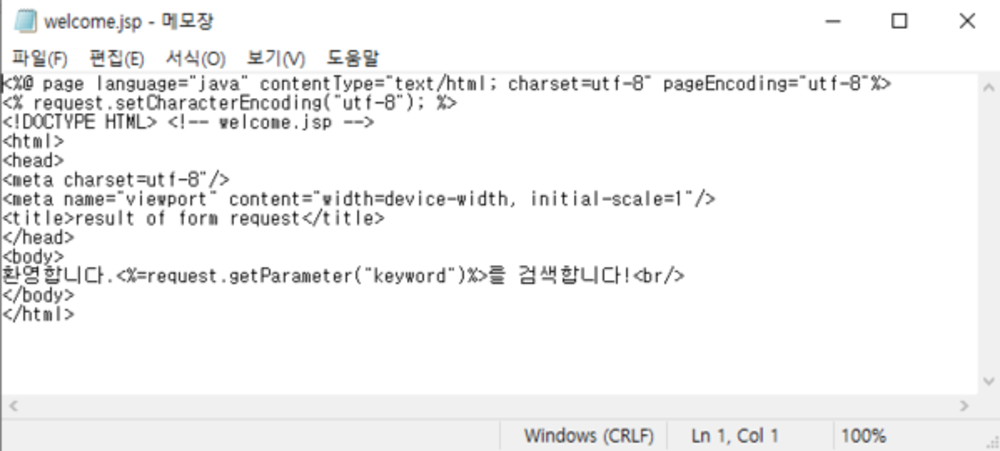 welcome.jsp - 메모장
파일(F) 편집(E) 서식(O) 보기(V) 도움말
<%@ page language="java" contentType="text/html; charset=utf-8" pageEncoding="utf-8"%>
<% request.setCharacterEncoding("utf-8"); %>
<!DOCTYPE HTML> <!-- welcome.jsp -->
<html>
<head>
<meta charset=utf-8"/>
<meta name="viewport" content="width=device-width, initial-scale=1"/>
<title>result of form request</title>
</head>
<body>
환영합니다.<%=request.getParameter("keyword")%>를 검색합니다!<br/>
</body>
</html>
Windows (CRLF) Ln 1, Col 1 100%